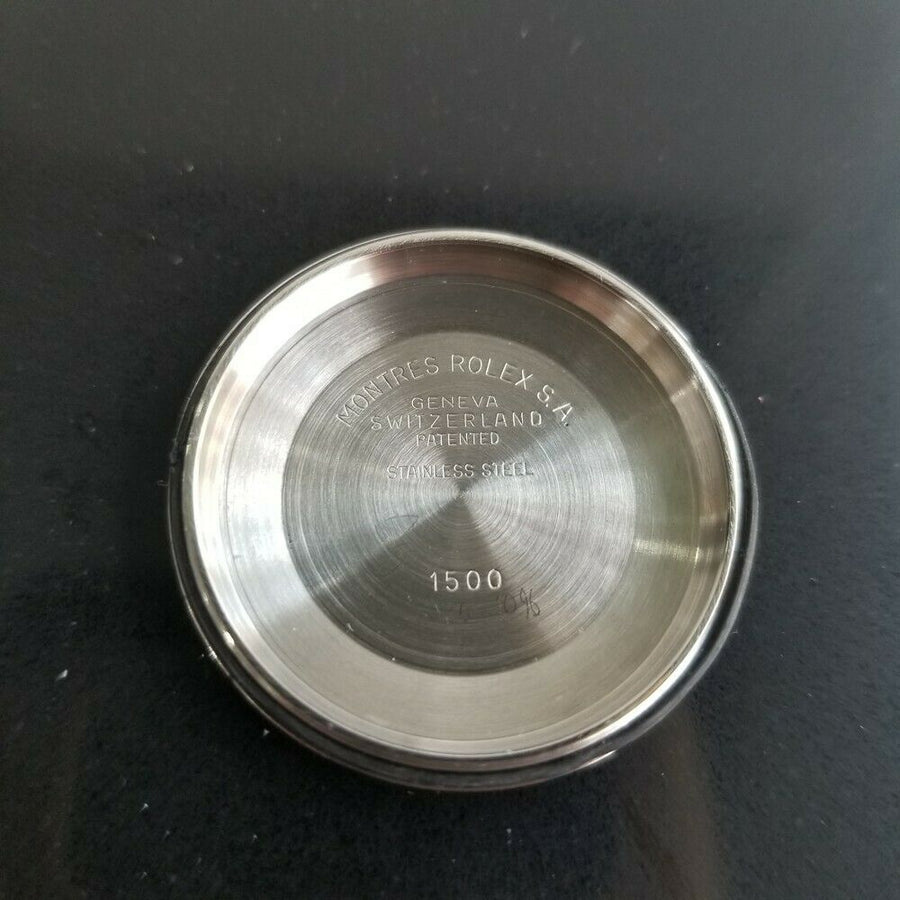 MONTRES ROLEX S.A.
GENEVA
SWITZERLAND
PATENTED
STAINLESS STEEL
1500